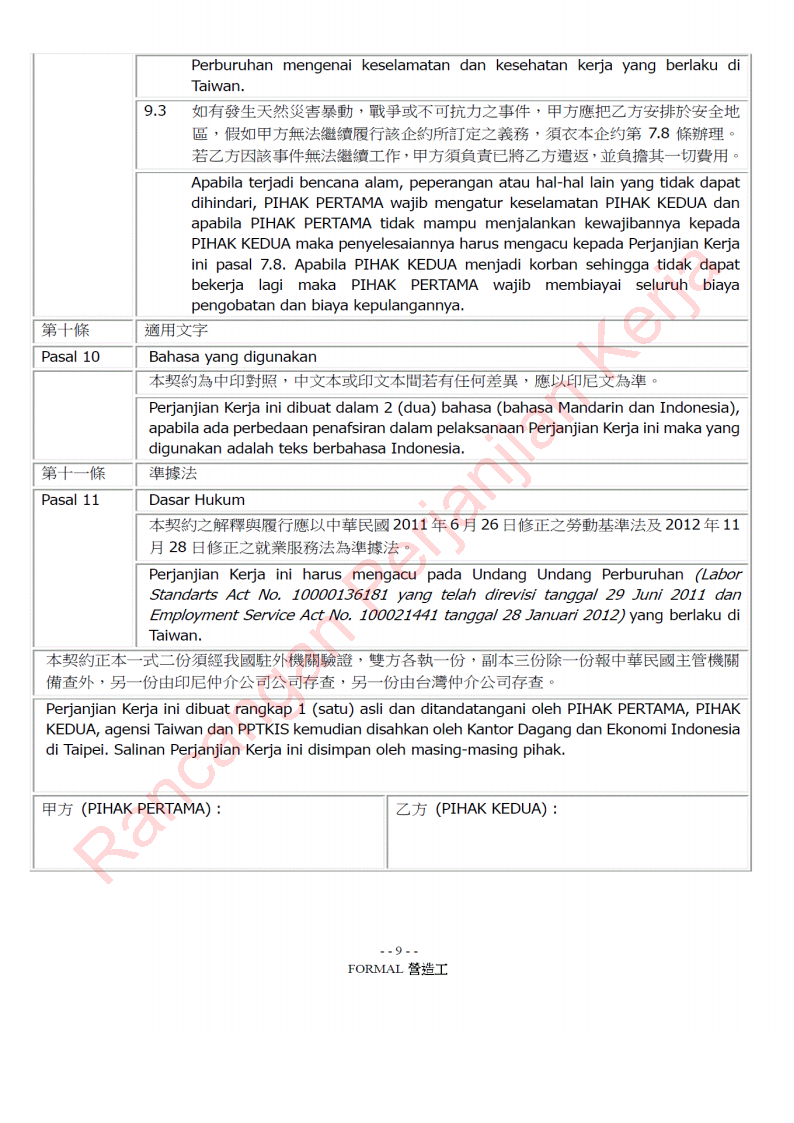 Perburuhan mengenai keselamatan dan kesehatan kerja yang berlaku di
Taiwan.
9.3 如有發生天然災害暴動，戰爭或不可抗力之事件，甲方應把乙方安排於安全地
區，假如甲方無法繼續履行該企約所訂定之義務，須衣本企约第 7.8 條辦理。
若乙方因該事件無法繼續工作，甲方須負責已將乙方遣返，並負擔其一切費用。
Apabila terjadi bencana alam, peperangan atau hal-hal lain yang tidak dapat
dihindari, PIHAK PERTAMA wajib mengatur keselamatan PIHAK KEDUA dan
apabila PIHAK PERTAMA tidak mampu menjalankan kewajibannya kepada
PIHAK KEDUA maka penyelesaiannya harus mengacu kepada Perjanjian Kerja
ini pasal 7.8. Apabila PIHAK KEDUA menjadi korban sehingga tidak dapat
bekerja lagi maka PIHAK PERTAMA wajib membiayai seluruh biaya
pengobatan dan biaya kepulangannya.
第十條 適用文字
Pasal 10 Bahasa yang digunakan
本契約為中印對照，中文本或印文本間若有任何差異，應以印尼文為準。
Perjanjian Kerja ini dibuat dalam 2 (dua) bahasa (bahasa Mandarin dan Indonesia),
apabila ada perbedaan penafsiran dalam pelaksanaan Perjanjian Kerja ini maka yang
digunakan adalah teks berbahasa Indonesia.
第十一條 準據法
Pasal 11 Dasar Hukum
本契約之解釋與履行應以中華民國 2011 年 6 月 26 日修正之勞動基準法及 2012 年 11
月 28 日修正之就業服務法為準據法。
Perjanjian Kerja ini harus mengacu pada Undang Undang Perburuhan (Labor
Standarts Act No. 10000136181 yang telah direvisi tanggal 29 Juni 2011 dan
Employment Service Act No. 100021441 tanggal 28 Januari 2012) yang berlaku di
Taiwan.
本契約正本一式二份須經我國駐外機關驗證，雙方各執一份，副本三份除一份報中華民國主管機關
備查外，另一份由印尼仲介公司公司存查，另一份由台灣仲介公司存查。
Perjanjian Kerja ini dibuat rangkap 1 (satu) asli dan ditandatangani oleh PIHAK PERTAMA, PIHAK
KEDUA, agensi Taiwan dan PPTKIS kemudian disahkan oleh Kantor Dagang dan Ekonomi Indonesia
di Taipei. Salinan Perjanjian Kerja ini disimpan oleh masing-masing pihak.
甲方 (PIHAK PERTAMA) : 乙方 (PIHAK KEDUA) :
Rancangan Perjanjian Kerja
- - 9 - -
FORMAL 營造工